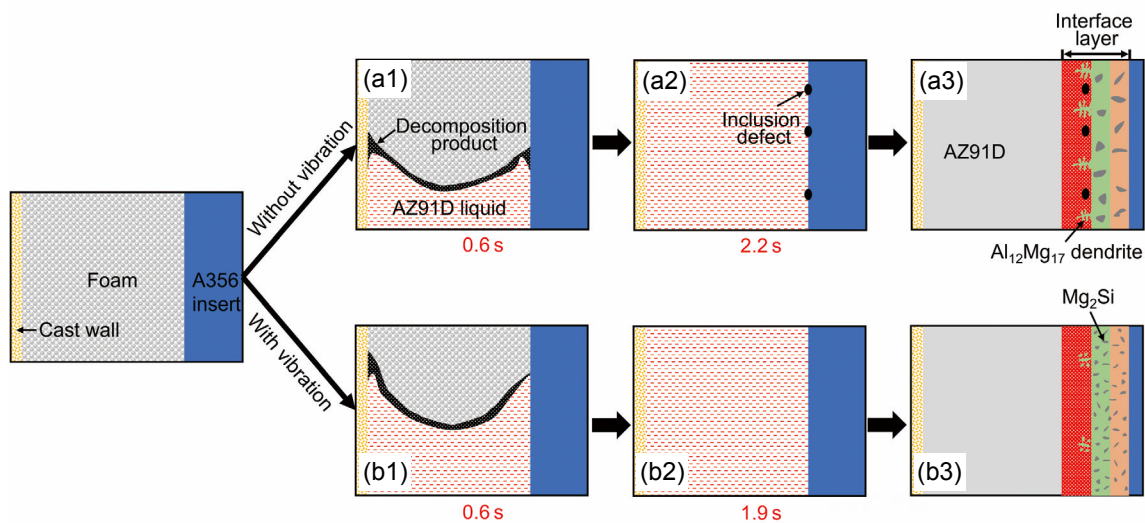 Interface
layer
(a1)
(a2)
(a3)
Decomposition
product
Inclusion
defect
AZ91D
Without vibration
AZ91D liquid
0.6 s
2.2 s
Al₁₂Mg₁₇ dendrite
Foam
A356
insert
Cast wall
Mg₂Si
With vibration
(b1)
(b2)
(b3)
0.6 s
1.9 s